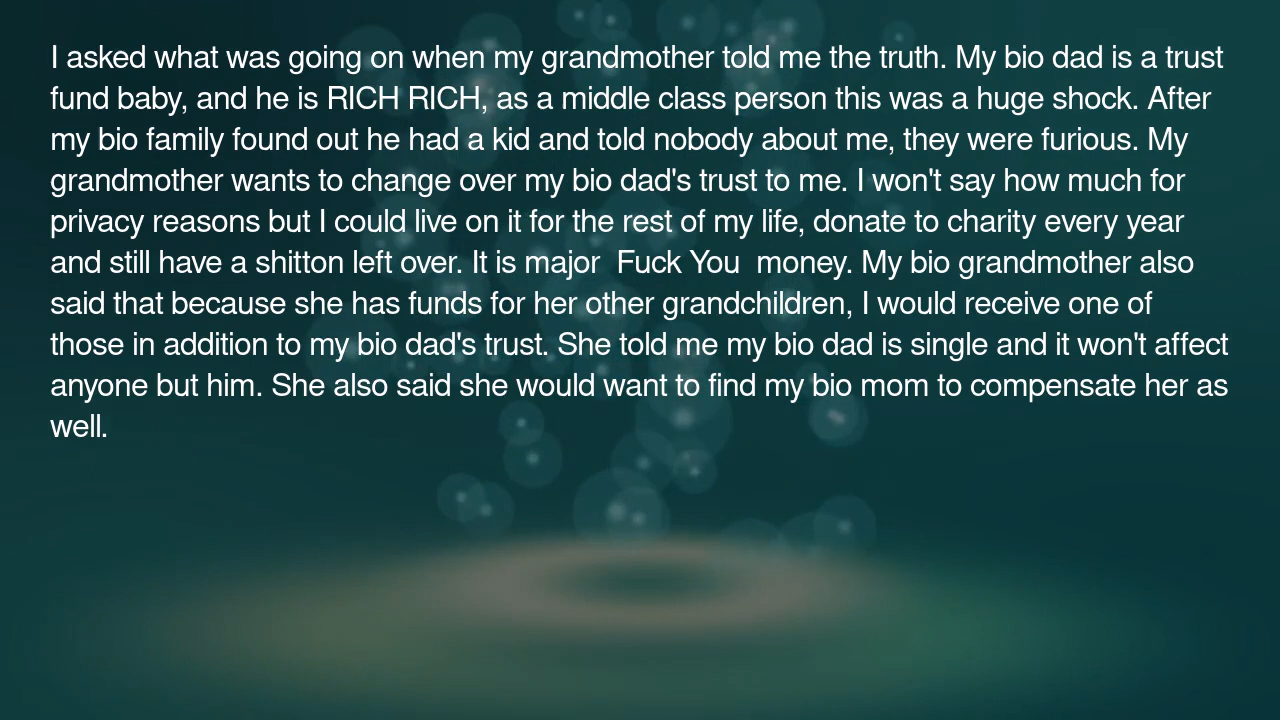 I asked what was going on when my grandmother told me the truth. My bio dad is a trust
fund baby, and he is RICH RICH, as a middle class person this was a huge shock. After
my bio family found out he had a kid and told nobody about me, they were furious. My
grandmother wants to change over my bio dad's trust to me. I won't say how much for
privacy reasons but I could live on it for the rest of my life, donate to charity every year
and still have a shitton left over. It is major  Fuck You  money. My bio grandmother also
said that because she has funds for her other grandchildren, I would receive one of
those in addition to my bio dad's trust. She told me my bio dad is single and it won't affect
anyone but him. She also said she would want to find my bio mom to compensate her as
well.